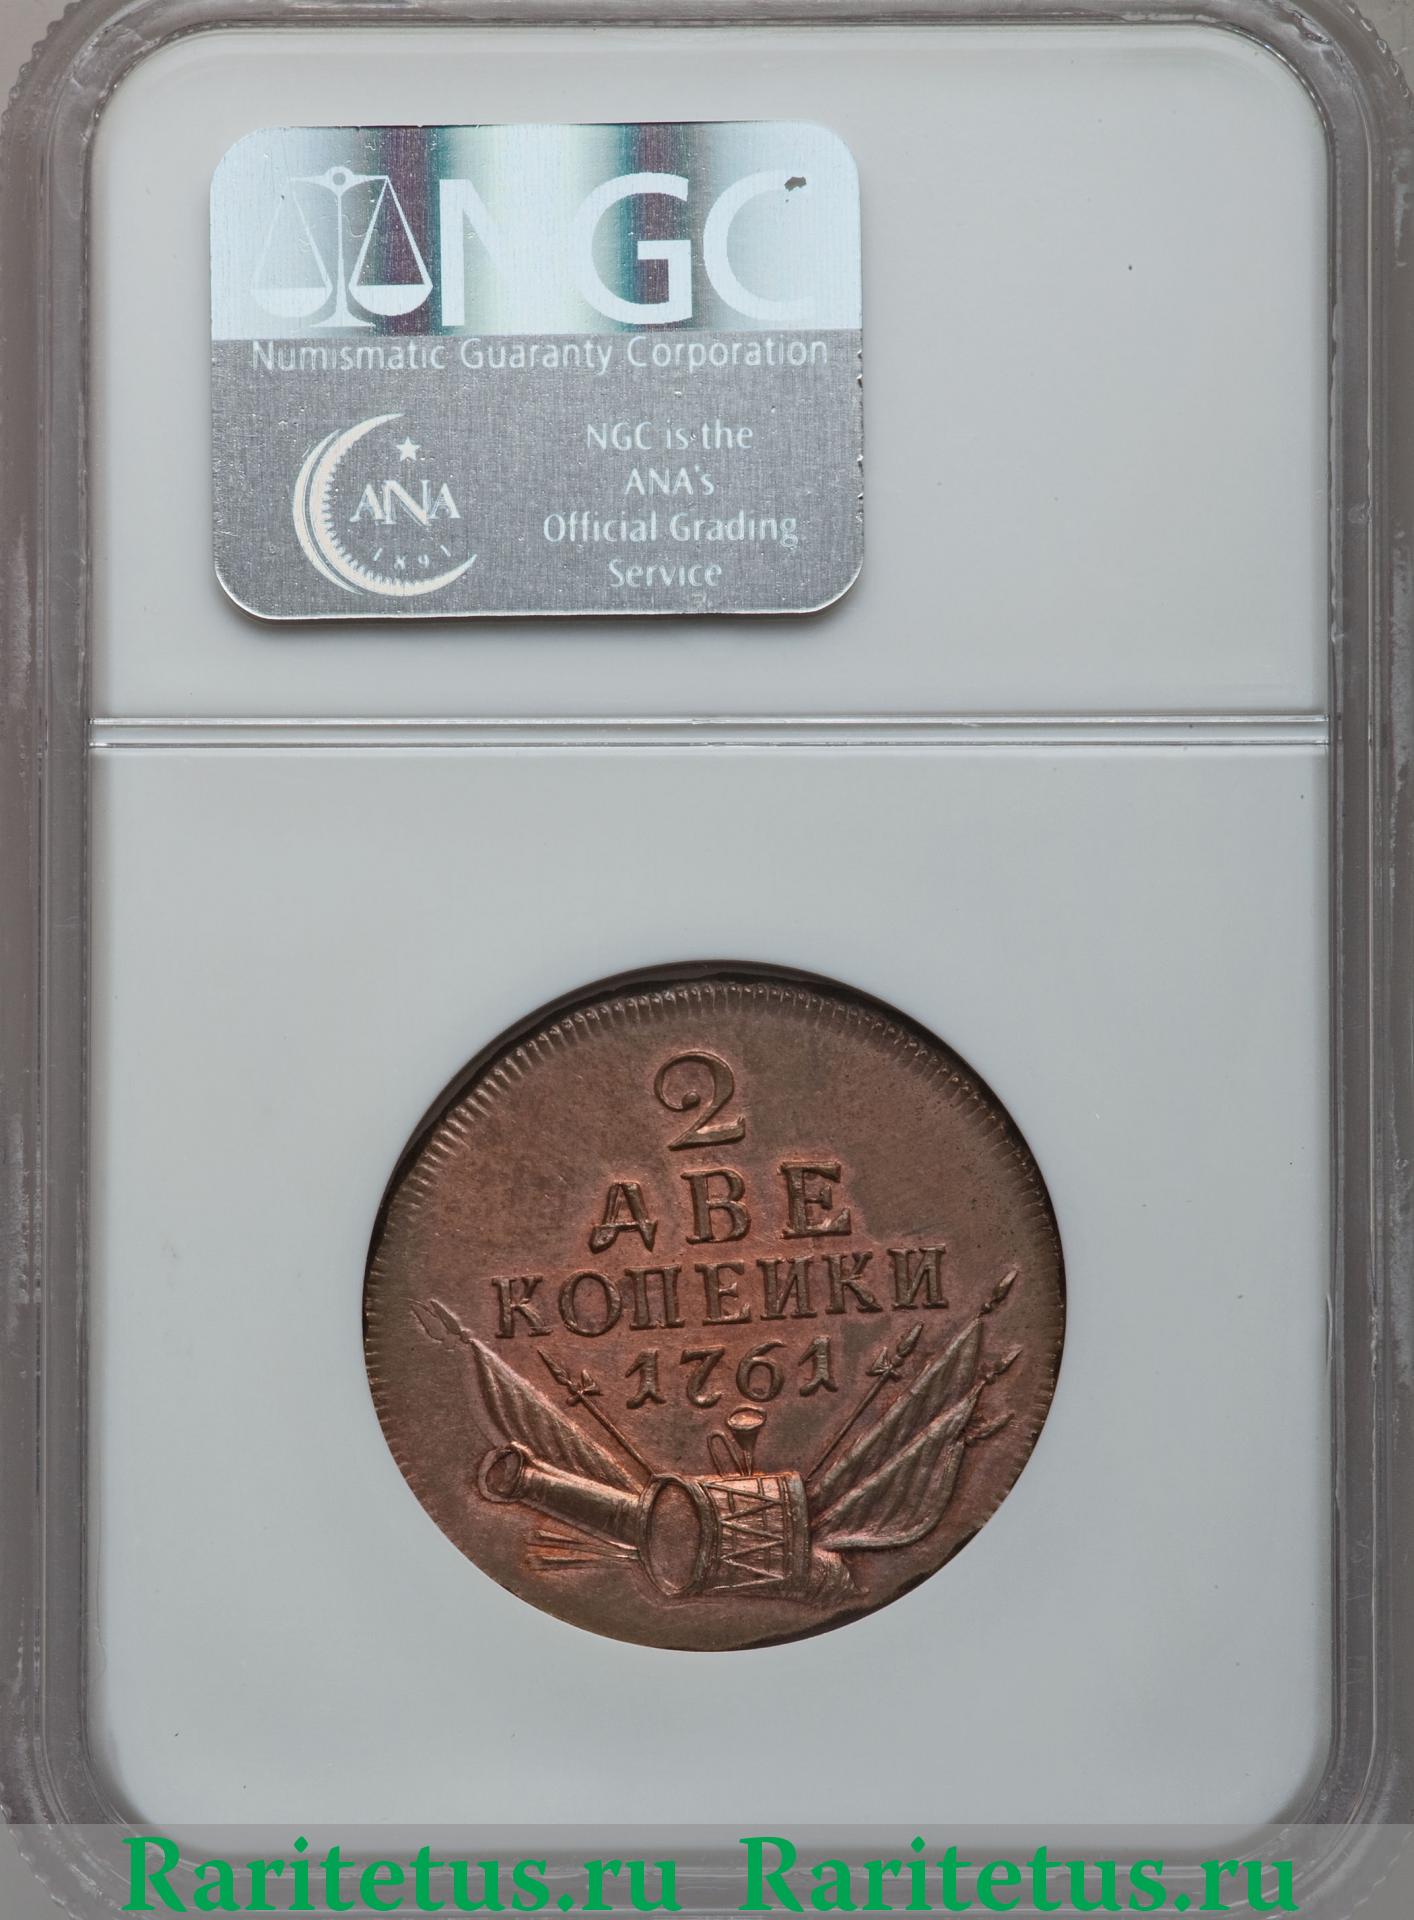 NGC
Numismatic Guaranty Corporation
ANA
1891
NGC is the
ANA's
Official Grading
Service
2
ДВЕ
КОПЕИКИ
1761
Raritetus.ru Raritetus.ru